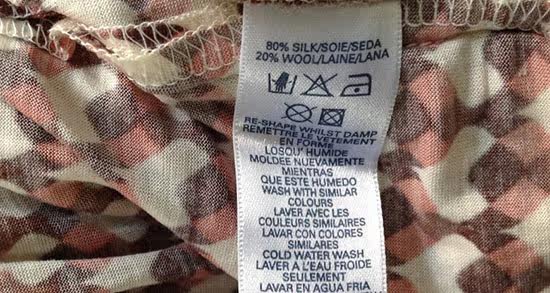 80% SILK/SOIE/SEDA
20% WOOL/LAINE/LANA
RE-SHAPE WHILST DAMP
REMETTRE LE VETEMENT
EN FORME
LOSQU' HUMIDE
MOLDEE NUEVAMENTE
MIENTRAS
QUE ESTE HUMEDO
WASH WITH SIMILAR
COLOURS
LAVER AVEC LES
COULEURS SIMILAIRES
LAVAR CON COLORES
SIMILARES
COLD WATER WASH
LAVER A L'EAU FROIDE
SEULEMENT
LAVAR EN AGUA FRIA